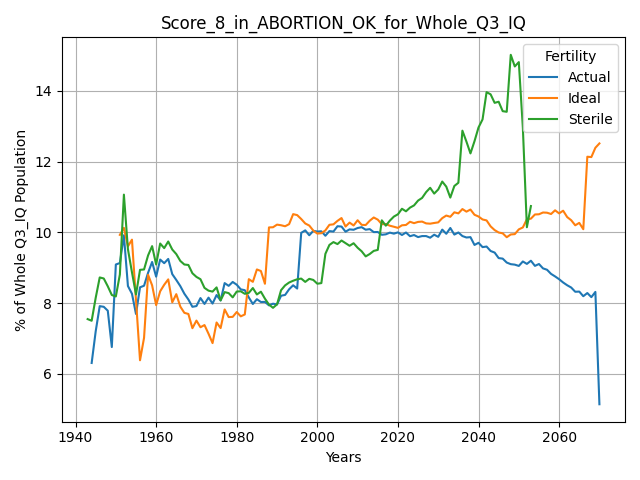 Score_8_in_ABORTION_OK_for_Whole_Q3_IQ
Fertility
Actual
Ideal
Sterile
% of Whole Q3_IQ Population
14
12
10
8
6
1940 1960 1980 2000 2020 2040 2060
Years